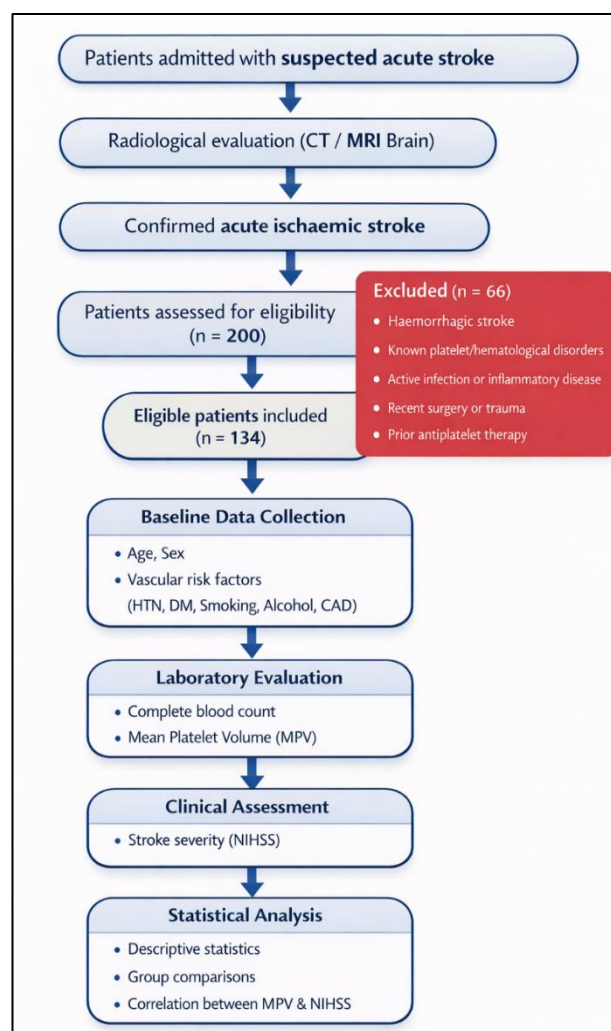 Patients admitted with suspected acute stroke
Radiological evaluation (CT / MRI Brain)
Confirmed acute ischaemic stroke
Patients assessed for eligibility
(n = 200)
Excluded (n = 66)
• Haemorrhagic stroke
• Known platelet/hematological disorders
• Active infection or inflammatory disease
• Recent surgery or trauma
• Prior antiplatelet therapy
Eligible patients included
(n = 134)
Baseline Data Collection
• Age, Sex
• Vascular risk factors
(HTN, DM, Smoking, Alcohol, CAD)
Laboratory Evaluation
• Complete blood count
• Mean Platelet Volume (MPV)
Clinical Assessment
• Stroke severity (NIHSS)
Statistical Analysis
• Descriptive statistics
• Group comparisons
• Correlation between MPV & NIHSS